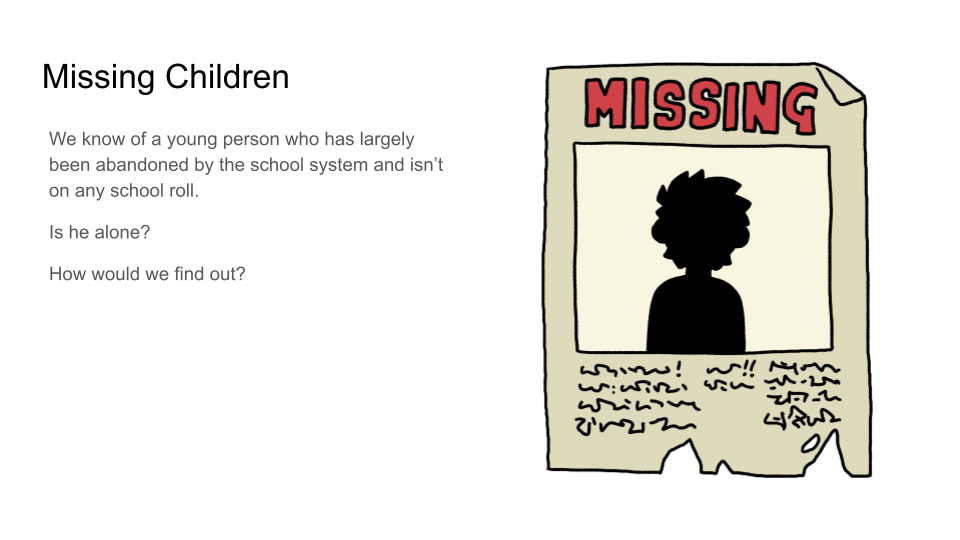 Missing Children
We know of a young person who has largely
been abandoned by the school system and isn’t
on any school roll.
Is he alone?
How would we find out?
MISSING